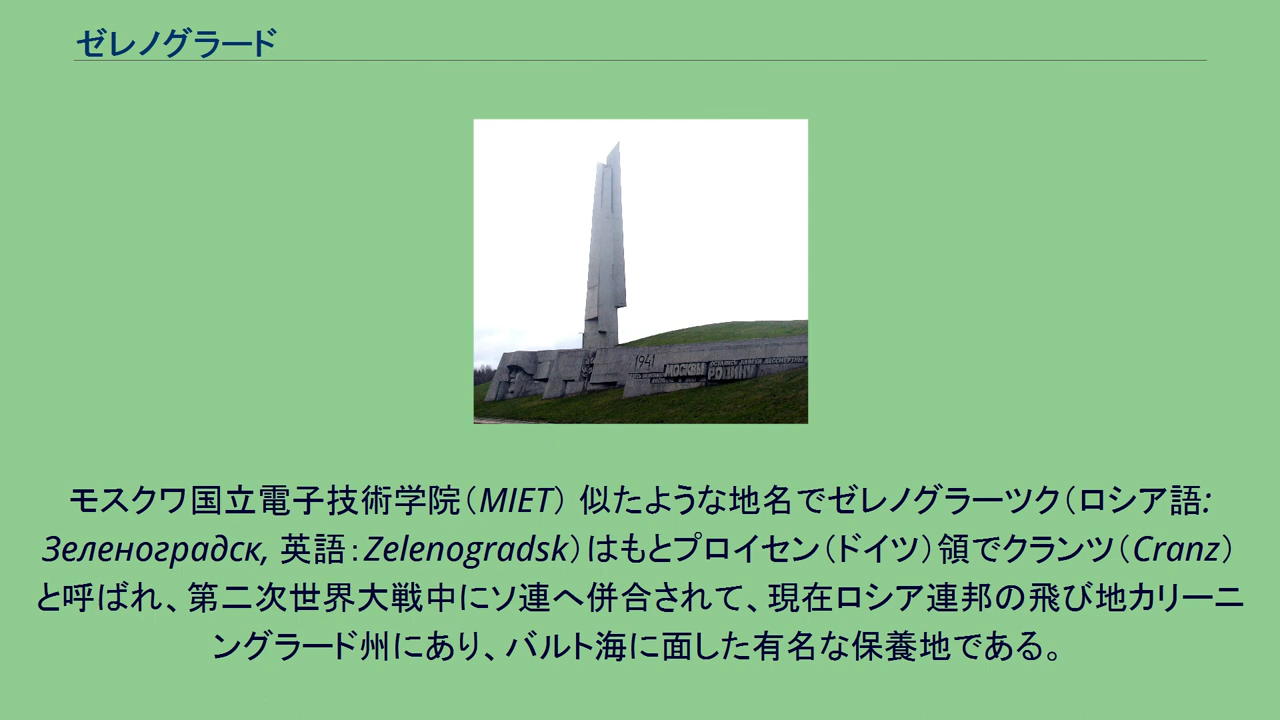 ゼレノグラード
1941
МОСКВЫ
РОДИНУ
モスクワ国立電子技術学院（MIET） 似たような地名でゼレノグラーツク（ロシア語:
Зеленоградск, 英語：Zelenogradsk）はもとプロイセン（ドイツ）領でクランツ（Cranz）
と呼ばれ、第二次世界大戦中にソ連へ併合されて、現在ロシア連邦の飛び地カリーニ
ングラード州にあり、バルト海に面した有名な保養地である。